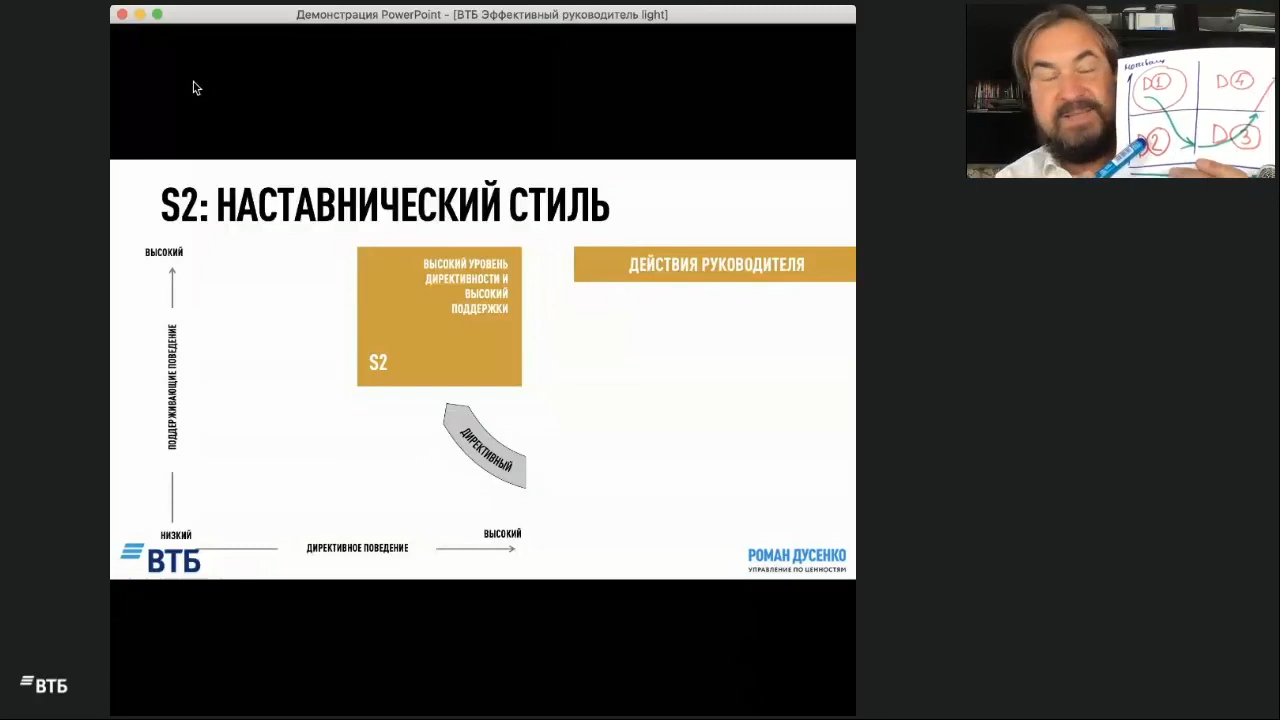 Демонстрация PowerPoint - [ВТБ Эффективный руководитель light]
S2: НАСТАВНИЧЕСКИЙ СТИЛЬ
ВЫСОКИЙ
ПОДДЕРЖИВАЮЩИЕ ПОВЕДЕНИЕ
НИЗКИЙ
ВЫСОКИЙ УРОВЕНЬ
ДИРЕКТИВНОСТИ И
ВЫСОКИЙ
ПОДДЕРЖКИ
S2
ДИРЕКТИВНЫЙ
ДЕЙСТВИЯ РУКОВОДИТЕЛЯ
ДИРЕКТИВНОЕ ПОВЕДЕНИЕ
ВЫСОКИЙ
ВТБ
РОМАН ДУСЕНКО
УПРАВЛЕНИЕ ПО ЦЕННОСТЯМ
D1
D4
D2
D3
ВТБ